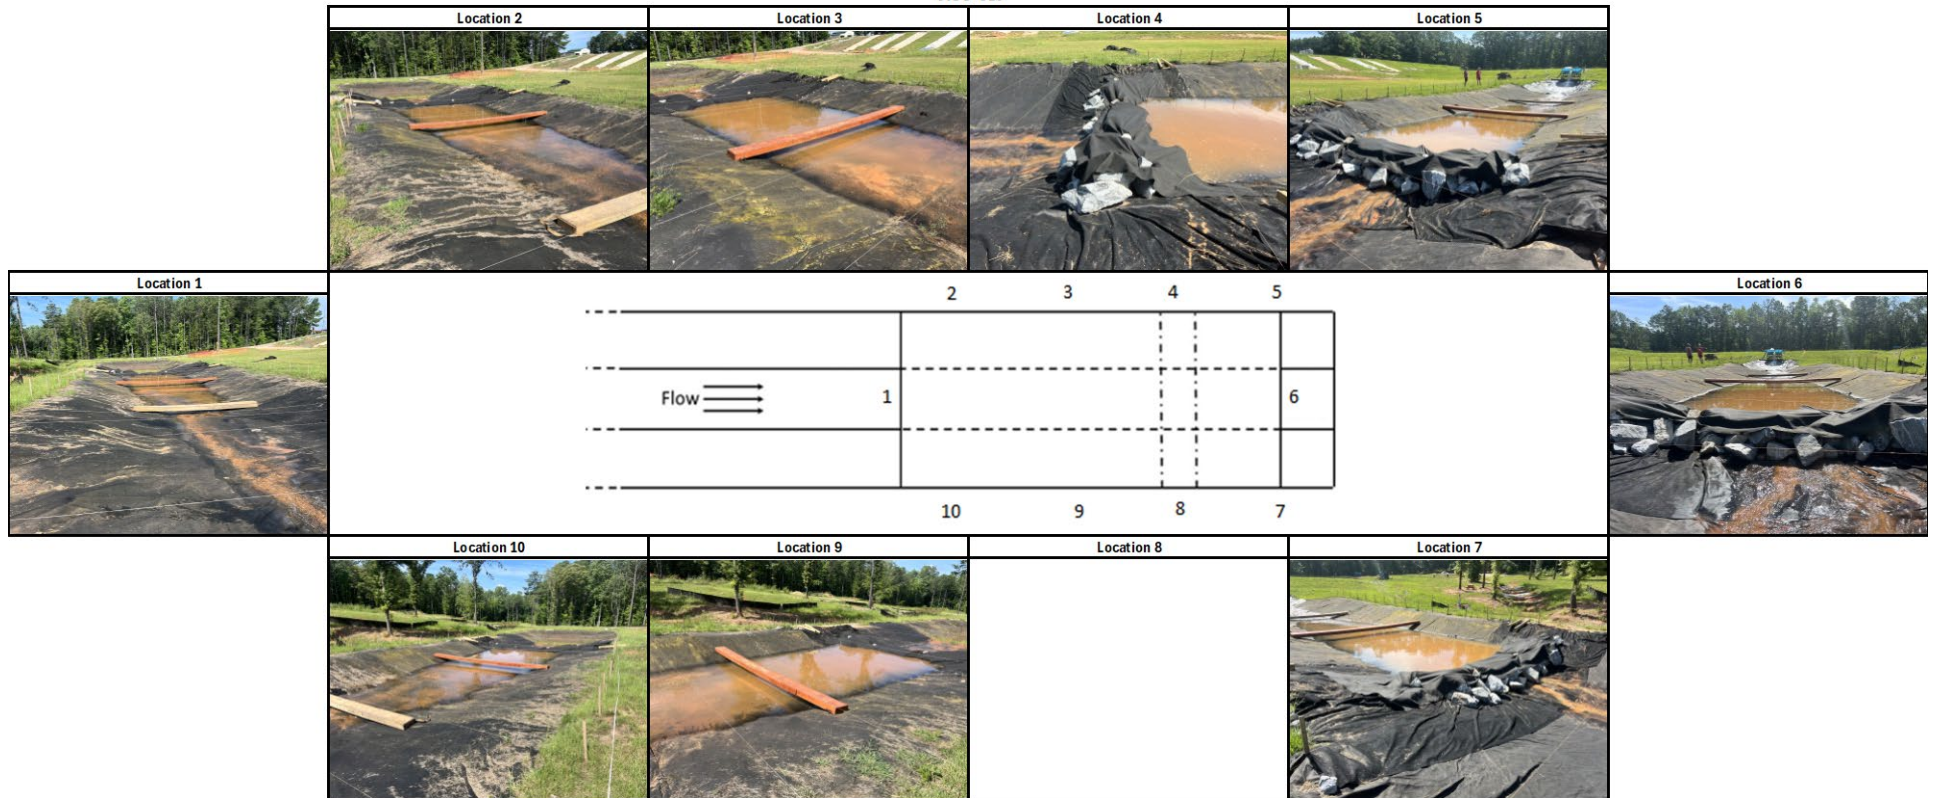 Location 2
Location 3
Location 4
Location 5
Location 1
Location 6
2
3
4
5
Flow
1
6
10
9
8
7
Location 10
Location 9
Location 8
Location 7